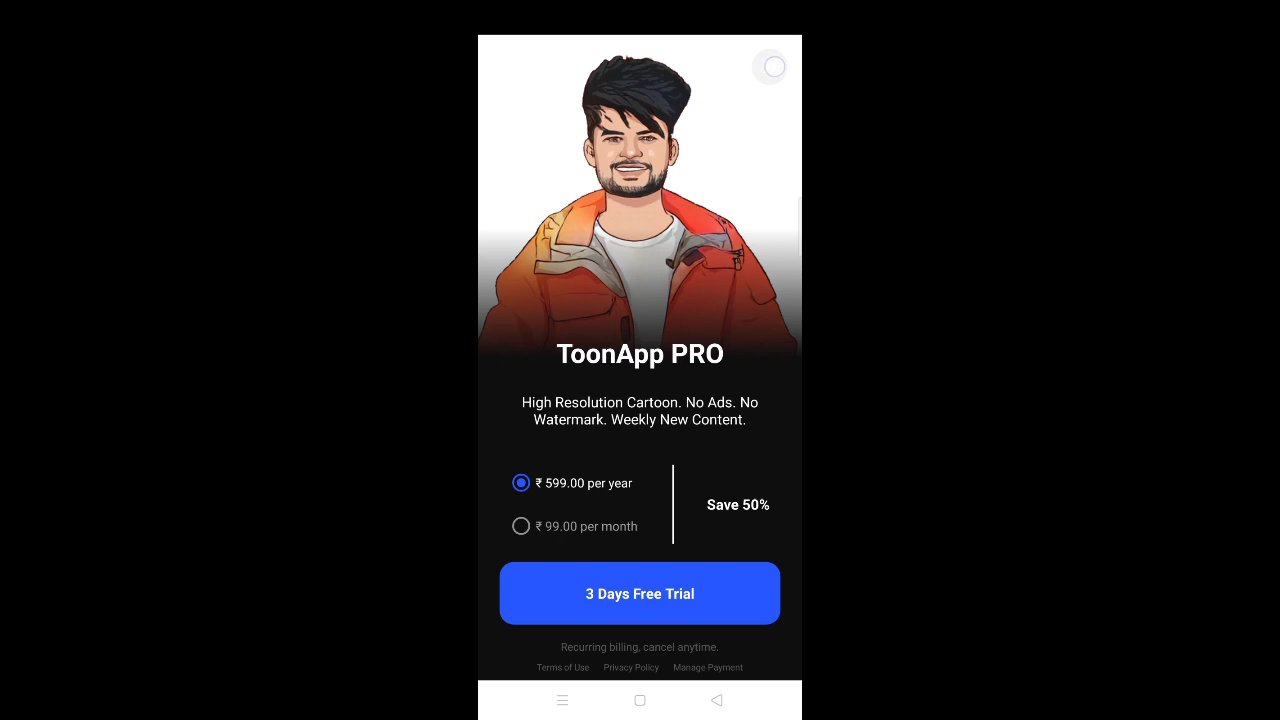 ToonApp PRO
High Resolution Cartoon. No Ads. No
Watermark. Weekly New Content.
₹ 599.00 per year
Save 50%
₹ 99.00 per month
3 Days Free Trial
Recurring billing, cancel anytime.
Terms of Use Privacy Policy Manage Payment